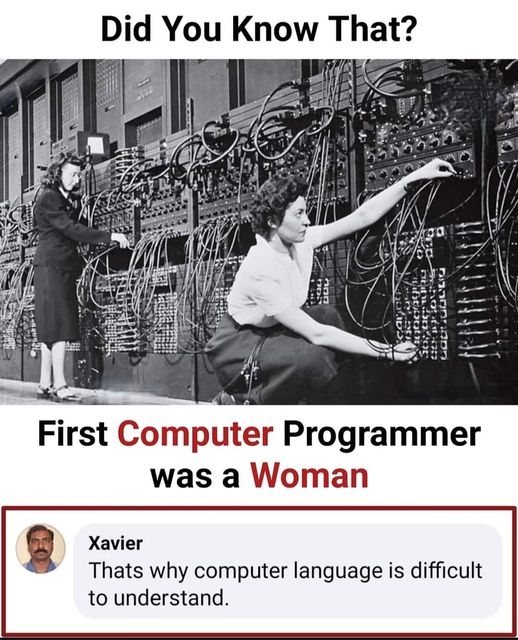 Did You Know That?
First Computer Programmer
was a Woman
Xavier
Thats why computer language is difficult
to understand.